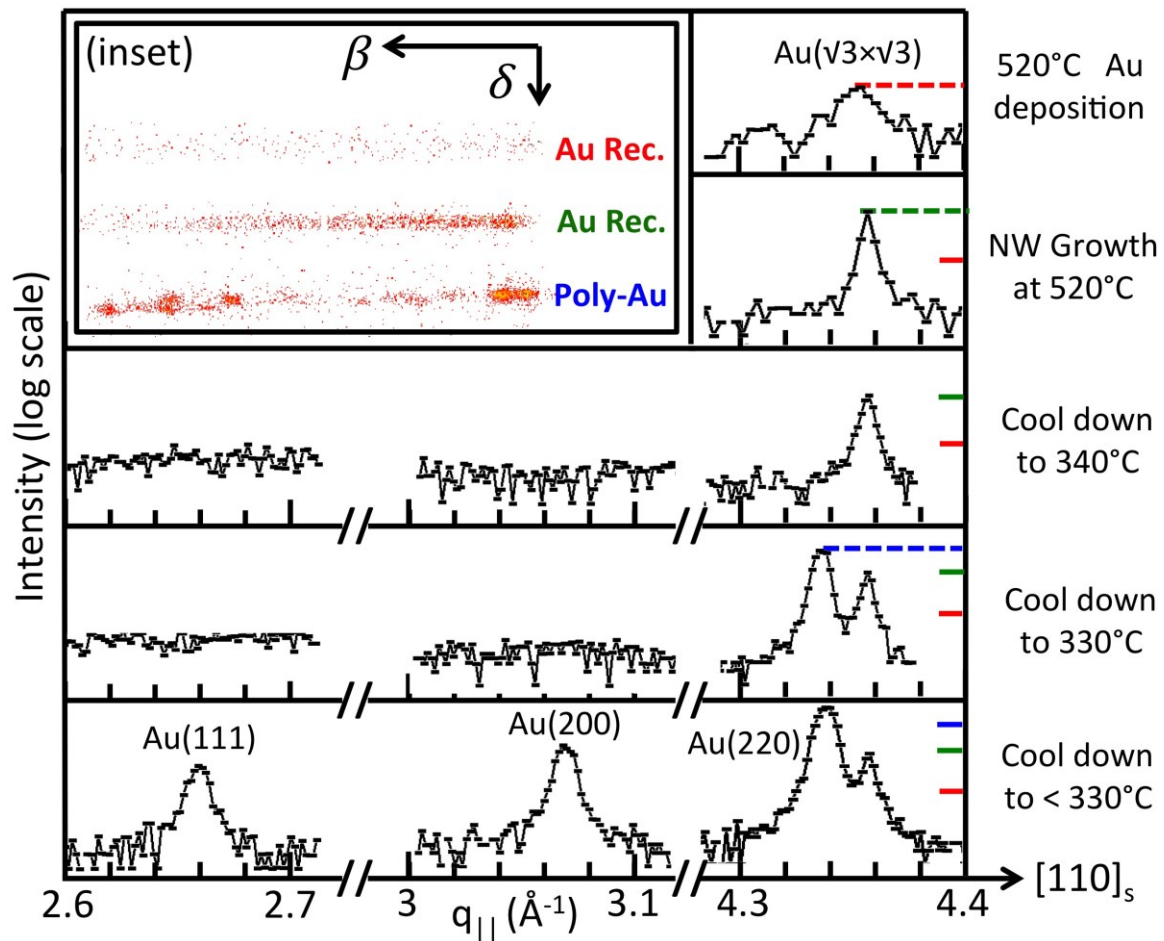 (inset)
β
δ
Au Rec.
Au Rec.
Poly-Au
Au(√3×√3)
520°C Au
deposition
NW Growth
at 520°C
Intensity (log scale)
Cool down
to 340°C
Cool down
to 330°C
Au(111)
Au(200)
Au(220)
Cool down
to < 330°C
2.6
2.7
3
3.1
4.3
4.4
q|| (Å⁻¹)
[110]s